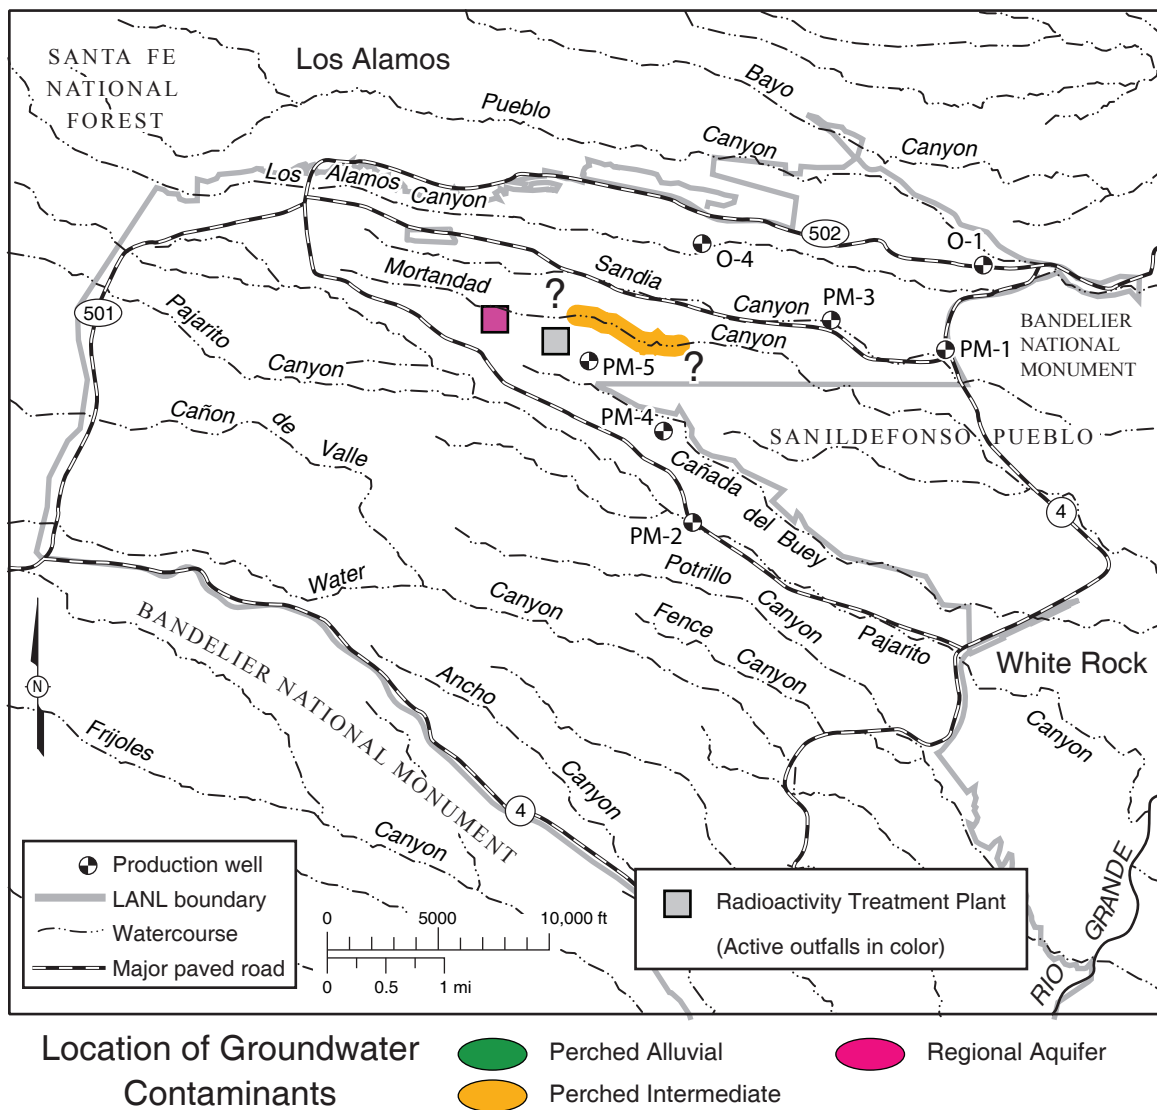 SANTA FE
NATIONAL
FOREST
Los Alamos
Bayo
Canyon
Pueblo
Canyon
Los Alamos
Canyon
502
O-1
O-4
Sandia
Canyon
PM-3
Mortandad
?
Canyon
PM-1
BANDELIER
NATIONAL
MONUMENT
501
Pajarito
Canyon
PM-5
?
Cañon
de
Valle
PM-4
SANILDEFONSO PUEBLO
Cañada
del
Buey
4
PM-2
Water
Canyon
Potrillo
Canyon
Fence
Canyon
Pajarito
White Rock
Canyon
BANDELIER NATIONAL MONUMENT
N
Ancho
Canyon
Frijoles
Canyon
4
RIO GRANDE
Production well
LANL boundary
Watercourse
Major paved road
0 5000 10,000 ft
0 0.5 1 mi
Radioactivity Treatment Plant
(Active outfalls in color)
Location of Groundwater
Contaminants
Perched Alluvial
Perched Intermediate
Regional Aquifer